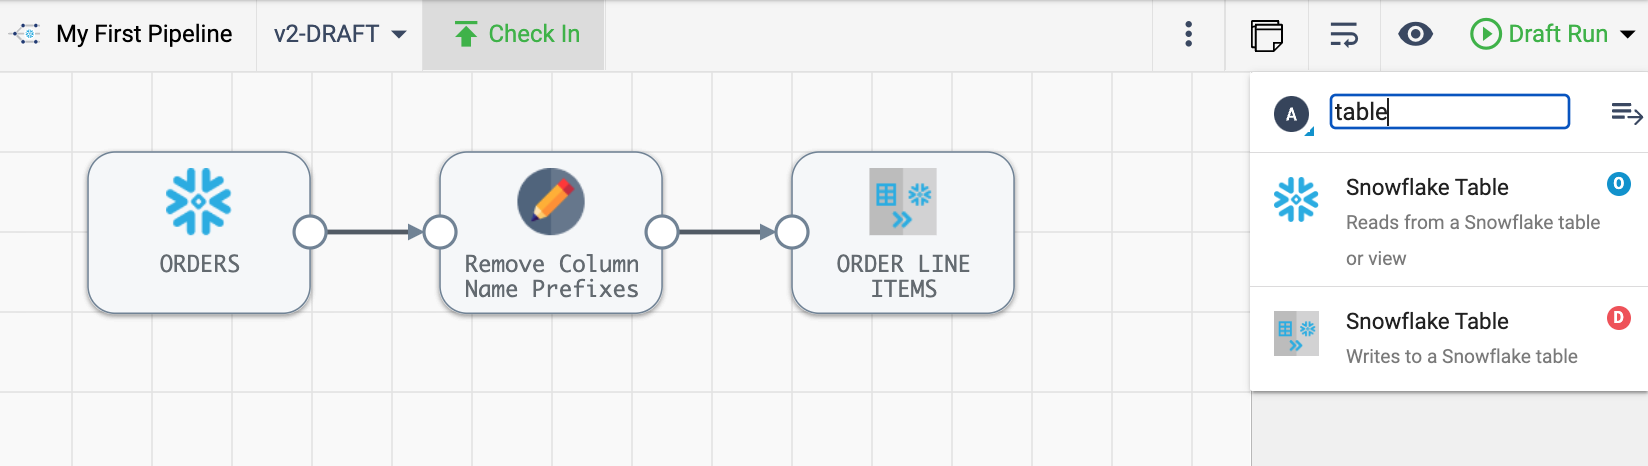 My First Pipeline
v2-DRAFT
Check In
Draft Run
A
table
Snowflake Table
O
Reads from a Snowflake table
or view
Snowflake Table
D
Writes to a Snowflake table
ORDERS
Remove Column
Name Prefixes
ORDER LINE
ITEMS